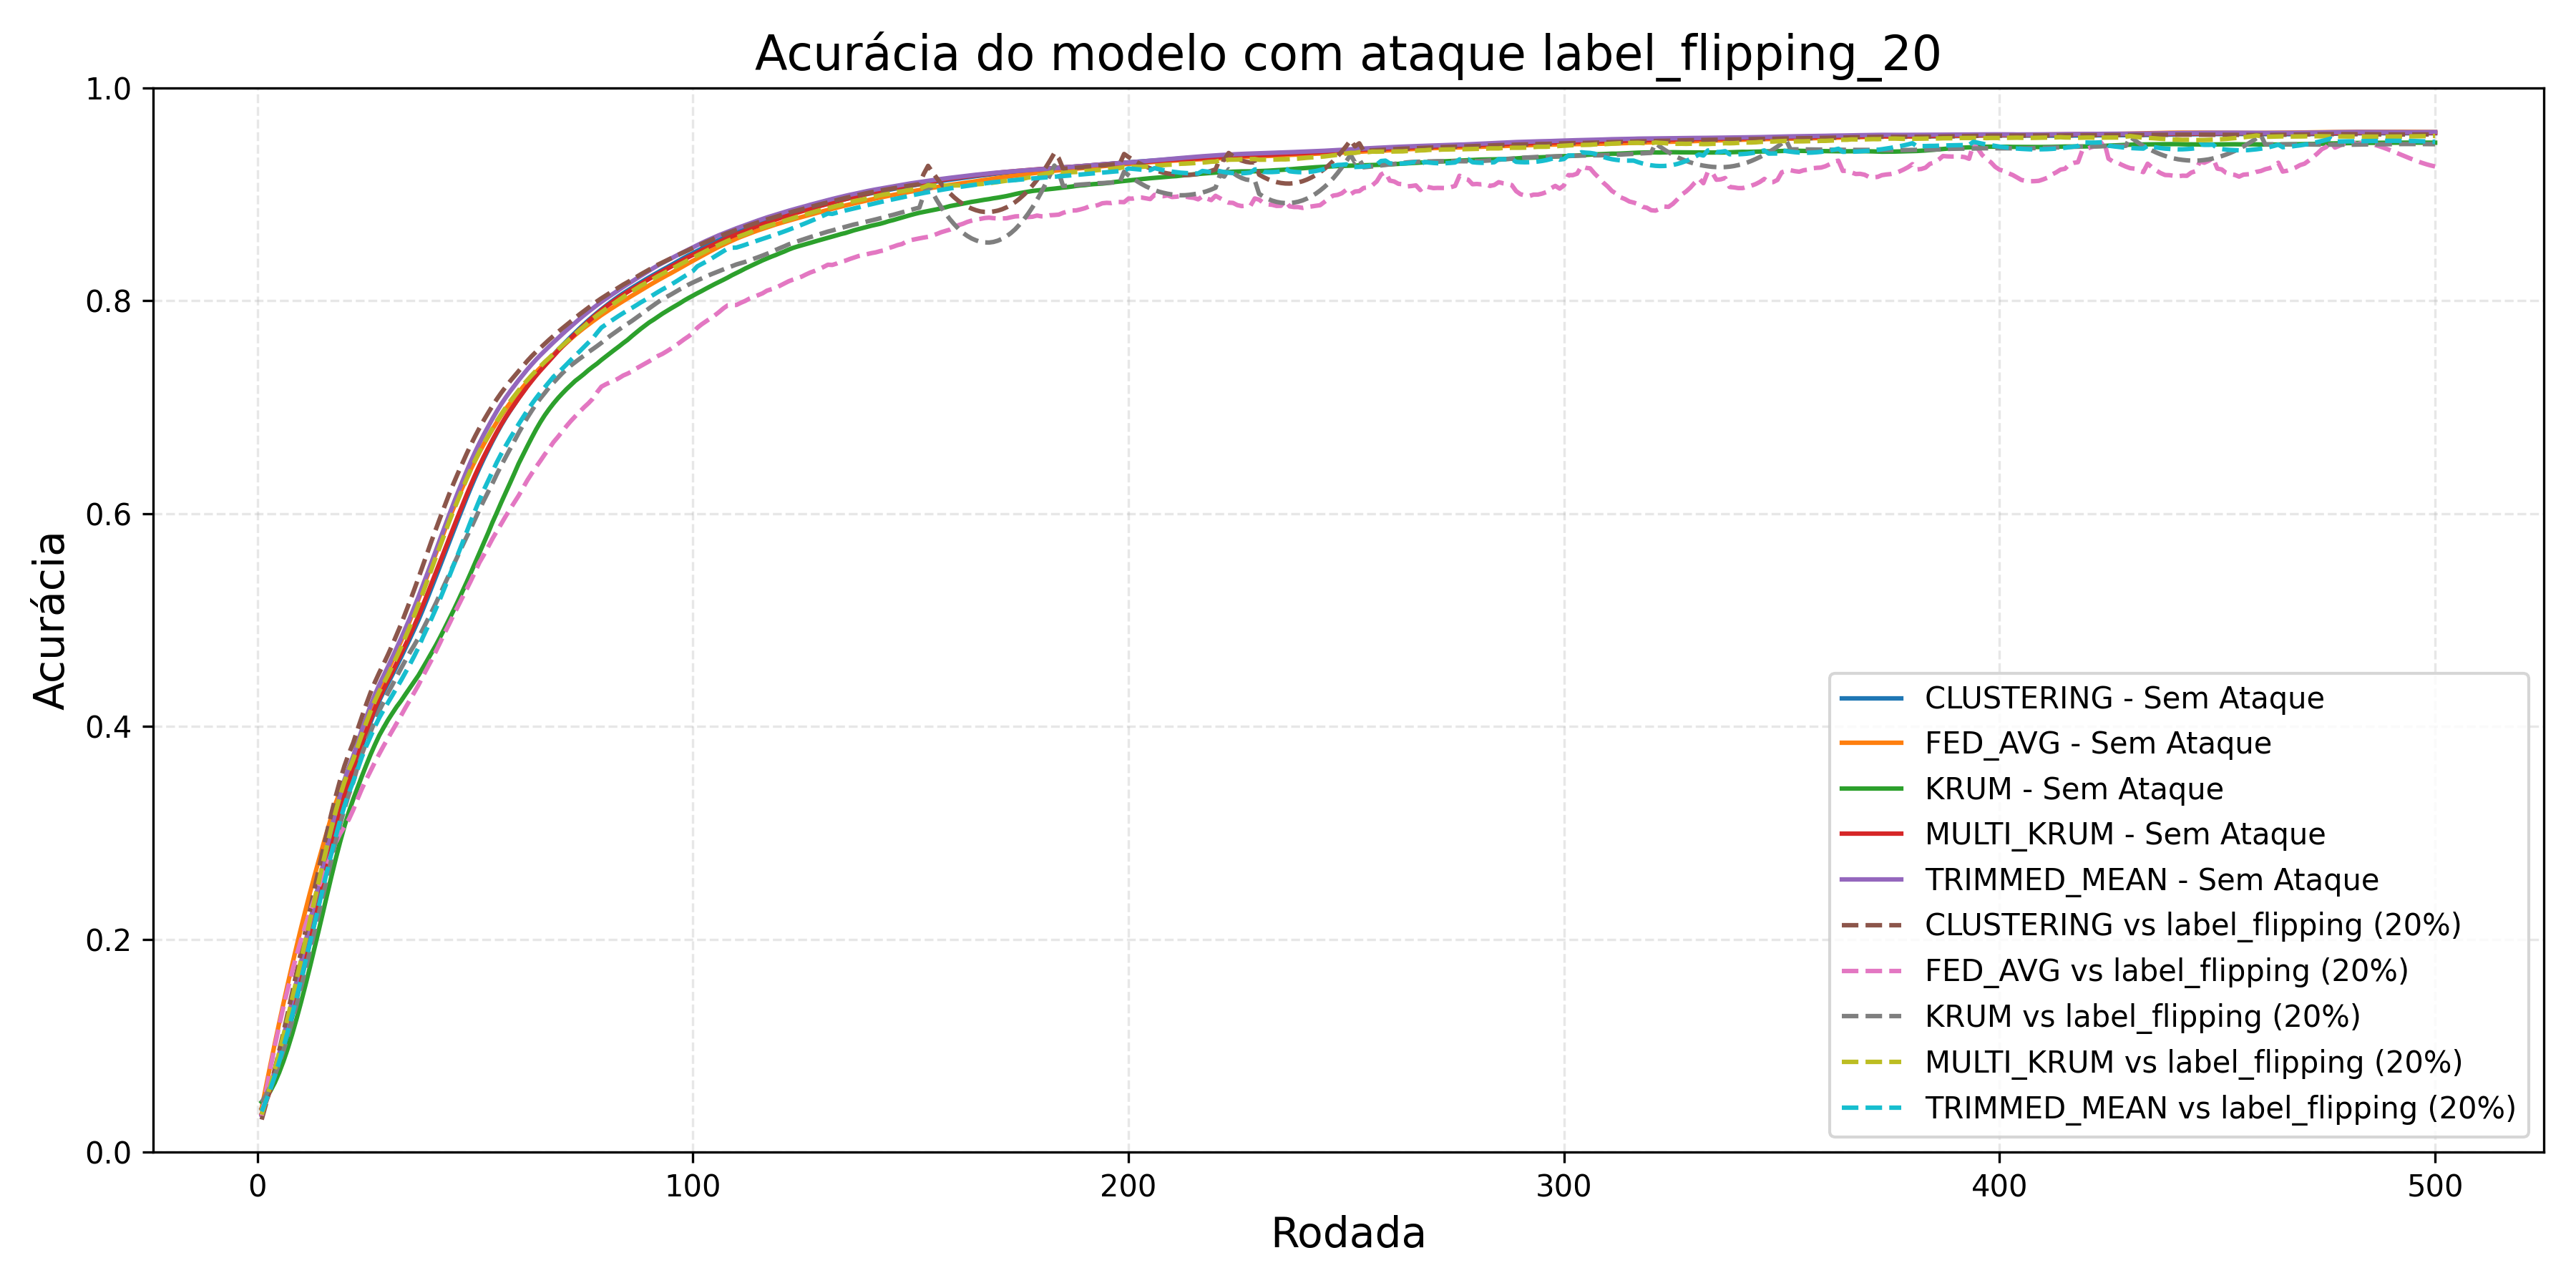 Acurácia do modelo com ataque label_flipping_20
1.0
0.8
0.6
0.4
0.2
0.0
Acurácia
0
100
200
300
400
500
Rodada
CLUSTERING - Sem Ataque
FED_AVG - Sem Ataque
KRUM - Sem Ataque
MULTI_KRUM - Sem Ataque
TRIMMED_MEAN - Sem Ataque
CLUSTERING vs label_flipping (20%)
FED_AVG vs label_flipping (20%)
KRUM vs label_flipping (20%)
MULTI_KRUM vs label_flipping (20%)
TRIMMED_MEAN vs label_flipping (20%)